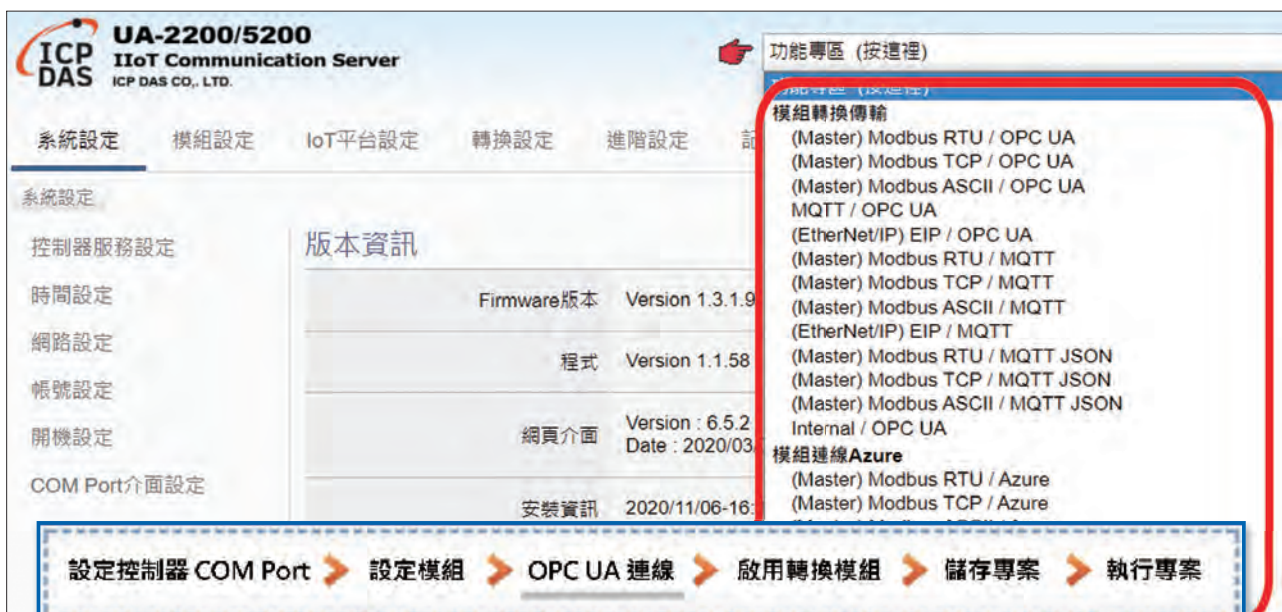 ICP
DAS
UA-2200/5200
IIoT Communication Server
ICP DAS CO,. LTD.
功能專區 (按這裡)
功能專區 (按這裡)
系統設定 模組設定 IoT平台設定 轉換設定 進階設定 記
系統設定
控制器服務設定
時間設定
網路設定
帳號設定
開機設定
COM Port介面設定
版本資訊
Firmware版本 Version 1.3.1.9
程式 Version 1.1.58
網頁介面 Version : 6.5.2
Date : 2020/03
安裝資訊 2020/11/06-16:
模組轉換傳輸
(Master) Modbus RTU / OPC UA
(Master) Modbus TCP / OPC UA
(Master) Modbus ASCII / OPC UA
MQTT / OPC UA
(EtherNet/IP) EIP / OPC UA
(Master) Modbus RTU / MQTT
(Master) Modbus TCP / MQTT
(Master) Modbus ASCII / MQTT
(EtherNet/IP) EIP / MQTT
(Master) Modbus RTU / MQTT JSON
(Master) Modbus TCP / MQTT JSON
(Master) Modbus ASCII / MQTT JSON
Internal / OPC UA
模組連線Azure
(Master) Modbus RTU / Azure
(Master) Modbus TCP / Azure
設定控制器 COM Port 設定模組 OPC UA 連線 啟用轉換模組 儲存專案 執行專案